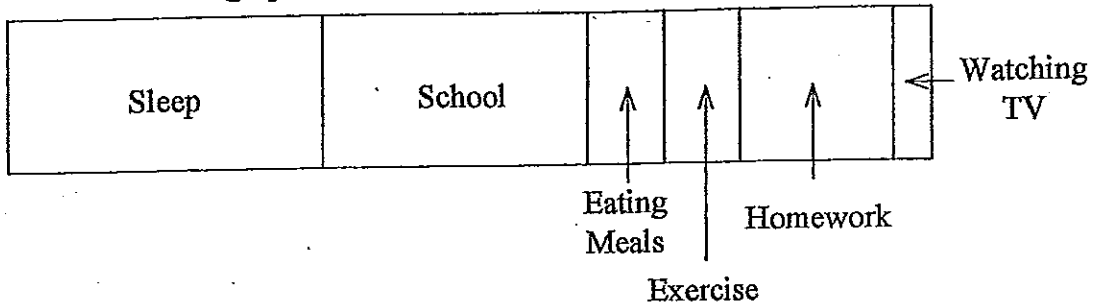 Sleep
School
Watching
TV
Eating
Meals
Homework
Exercise